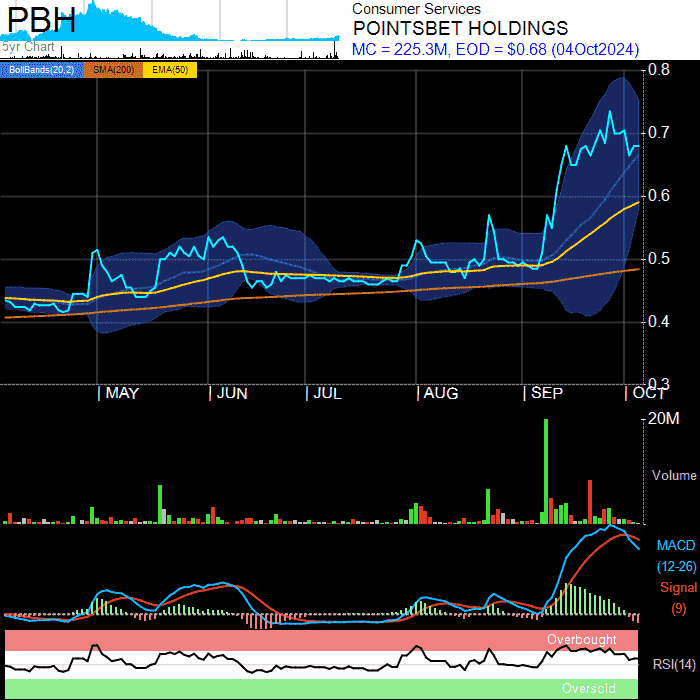 PBH
5yr Chart
Consumer Services
POINTSBET HOLDINGS
MC = 225.3M, EOD = $0.68 (04Oct2024)
BollBands(20,2) SMA(200) EMA(50)
0.8
0.7
0.6
0.5
0.4
0.3
MAY JUN JUL AUG SEP OCT
20M
Volume
MACD
(12-26)
Signal
(9)
Overbought
RSI(14)
Oversold